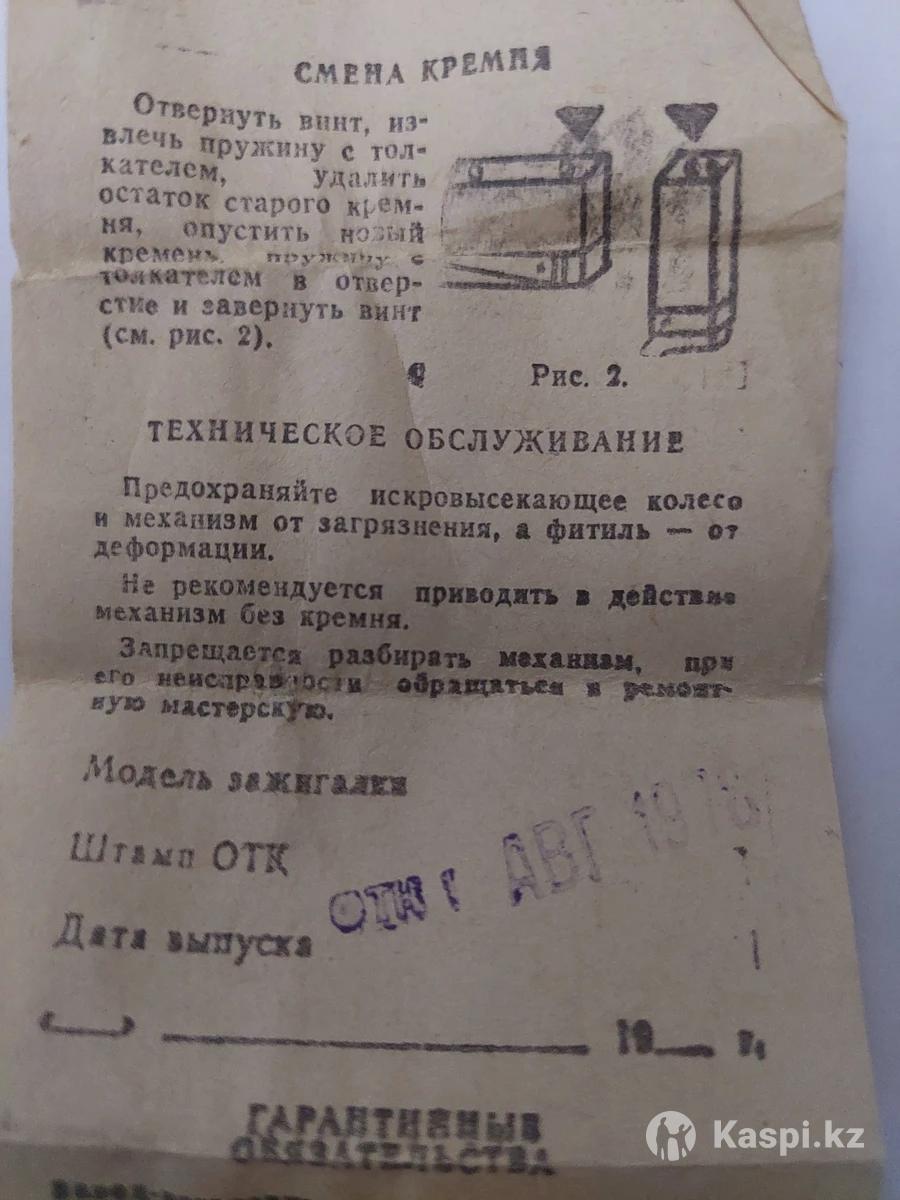 СМЕНА КРЕМНЯ
Отвернуть винт, из-
влечь пружину с тол-
кателем, удалить
остаток старого крем-
ня, опустить новый
кремень, пружину с
толкателем в отвер-
стие и завернуть винт
(см. рис. 2).
Рис. 2.
ТЕХНИЧЕСКОЕ ОБСЛУЖИВАНИЕ
Предохраняйте искровысекающее колесо
и механизм от загрязнения, а фитиль — от
деформации.
Не рекомендуется приводить в действие
механизм без кремня.
Запрещается разбирать механизм, при
его неисправности обращаться в ремонт-
ную мастерскую.
Модель зажигалки
Штамп ОТК
ОТК 1 АВГ 1978
Дата выпуска
19 г.
ГАРАНТИЙНЫЕ
ОБЯЗАТЕЛЬСТВА
Kaspi.kz